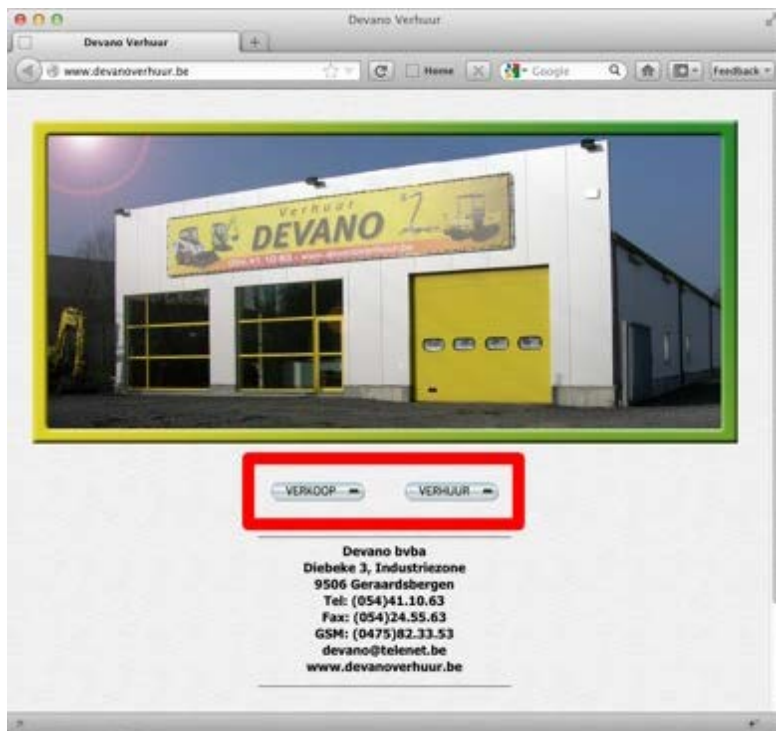 Devano Verhuur
Devano Verhuur
www.devanoverhuur.be
Home
Google
Feedback
Verhuur
DEVANO
VERKOOP
VERHUUR
Devano bvba
Diebeke 3, Industriezone
9506 Geraardsbergen
Tel: (054)41.10.63
Fax: (054)24.55.63
GSM: (0475)82.33.53
devano@telenet.be
www.devanoverhuur.be